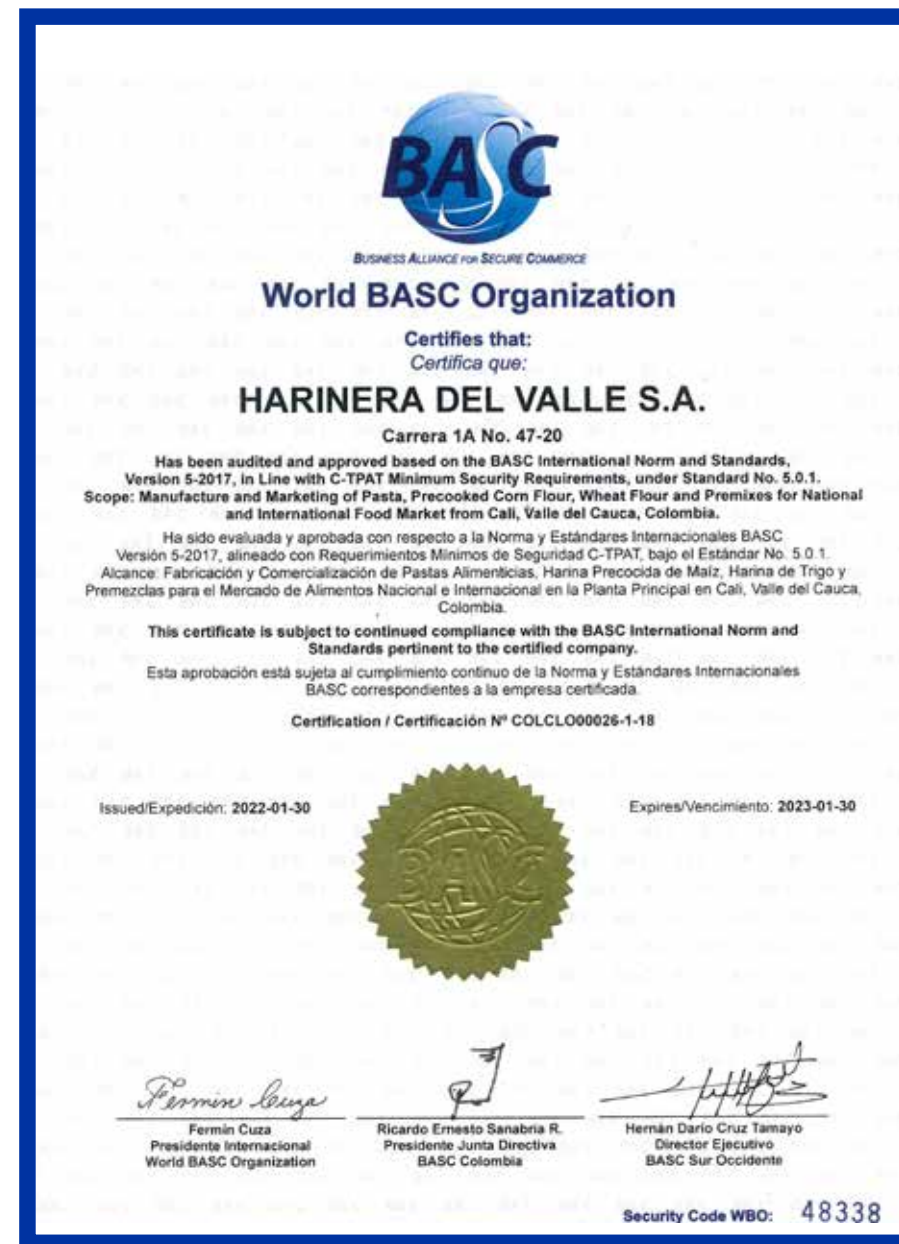 BASC
BUSINESS ALLIANCE FOR SECURE COMMERCE
World BASC Organization
Certifies that:
Certifica que:
HARINERA DEL VALLE S.A.
Carrera 1A No. 47-20
Has been audited and approved based on the BASC International Norm and Standards,
Version 5-2017, in Line with C-TPAT Minimum Security Requirements, under Standard No. 5.0.1.
Scope: Manufacture and Marketing of Pasta, Precooked Corn Flour, Wheat Flour and Premixes for National
and International Food Market from Cali, Valle del Cauca, Colombia.
Ha sido evaluada y aprobada con respecto a la Norma y Estándares Internacionales BASC
Versión 5-2017, alineado con Requerimientos Mínimos de Seguridad C-TPAT, bajo el Estándar No. 5.0.1.
Alcance: Fabricación y Comercialización de Pastas Alimenticias, Harina Precocida de Maíz, Harina de Trigo y
Premezclas para el Mercado de Alimentos Nacional e Internacional en la Planta Principal en Cali, Valle del Cauca,
Colombia.
This certificate is subject to continued compliance with the BASC International Norm and
Standards pertinent to the certified company.
Esta aprobación está sujeta al cumplimiento continuo de la Norma y Estándares Internacionales
BASC correspondientes a la empresa certificada.
Certification / Certificación Nº COLCLO00026-1-18
Issued/Expedición: 2022-01-30
Expires/Vencimiento: 2023-01-30
BASC
Fermin Cuza
Fermin Cuza
Presidente Internacional
World BASC Organization
Ricardo Ernesto Sanabria R.
Presidente Junta Directiva
BASC Colombia
Hernán Darío Cruz Tamayo
Director Ejecutivo
BASC Sur Occidente
Security Code WBO: 48338